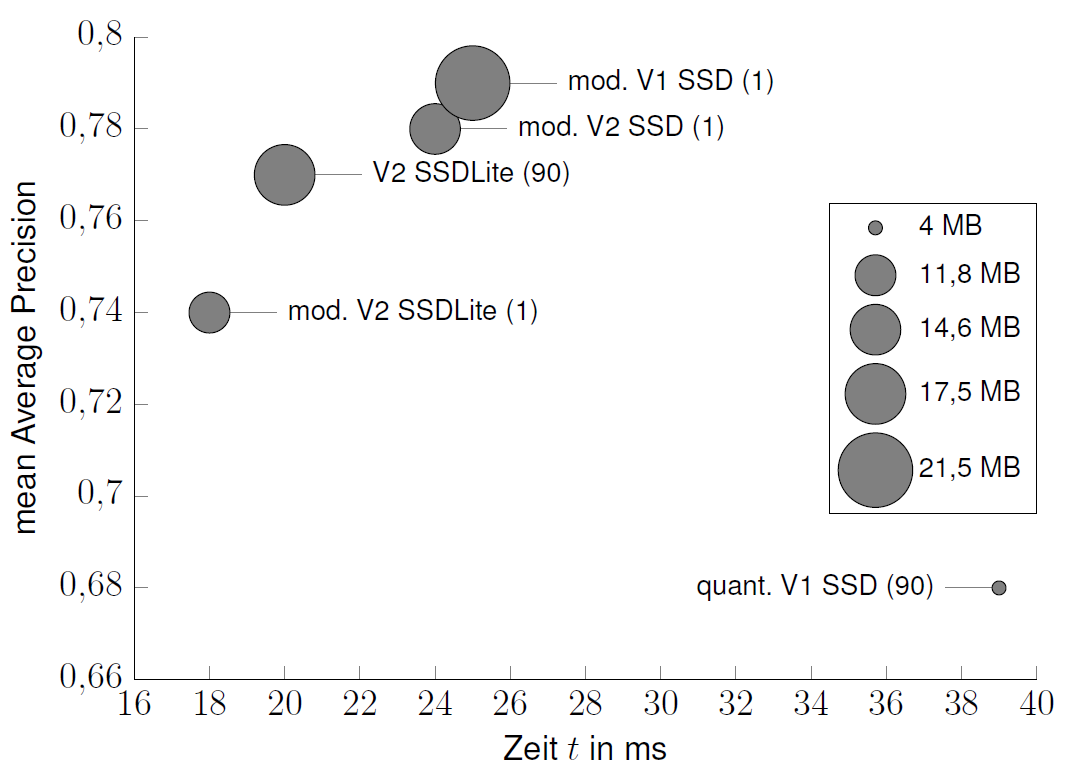 0,8
mod. V1 SSD (1)
0,78
mod. V2 SSD (1)
V2 SSDLite (90)
0,76
4 MB
11,8 MB
0,74
mod. V2 SSDLite (1)
14,6 MB
0,72
17,5 MB
21,5 MB
0,7
0,68
quant. V1 SSD (90)
0,66
mean Average Precision
16 18 20 22 24 26 28 30 32 34 36 38 40
Zeit t in ms